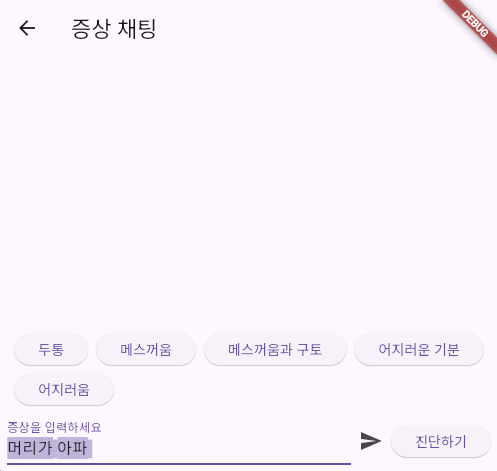 증상 채팅
DEBUG
두통
메스꺼움
메스꺼움과 구토
어지러운 기분
어지러움
증상을 입력하세요
머리가 아파
진단하기